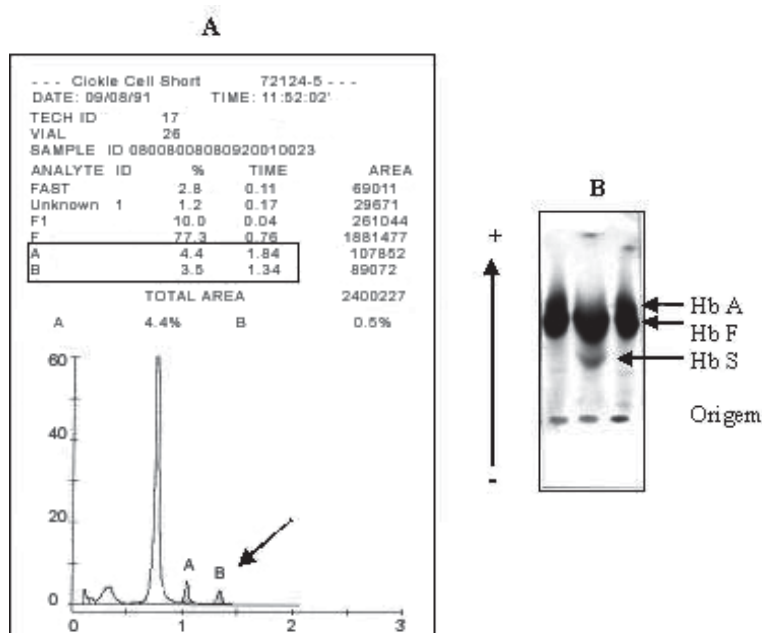 A
- - - Ciokle Cell Short 72124-5 - - -
DATE: 09/08/91 TIME: 11:52:02'
TECH ID 17
VIAL 26
SAMPLE ID 08008008080920010023
ANALYTE ID % TIME AREA
FAST 2.8 0.11 69011
Unknown 1 1.2 0.17 29671
F1 10.0 0.04 261044
F 77.3 0.76 1881477
A 4.4 1.84 107852
B 3.5 1.34 89072
TOTAL AREA 2400227
A 4.4% B 0.5%
60
40
20
0
A
B
0 1 2 3
B
+
-
Hb A
Hb F
Hb S
Origem